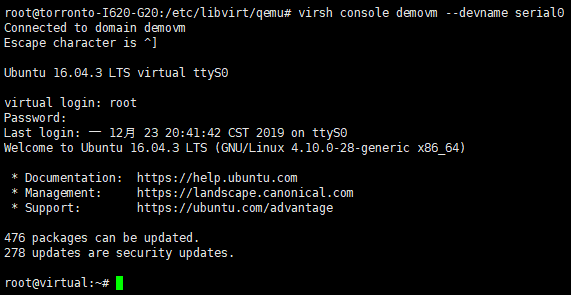 root@torronto-I620-G20:/etc/libvirt/qemu# virsh console demovm --devname serial0
Connected to domain demovm
Escape character is ^]
Ubuntu 16.04.3 LTS virtual ttyS0
virtual login: root
Password:
Last login: 一 12月 23 20:41:42 CST 2019 on ttyS0
Welcome to Ubuntu 16.04.3 LTS (GNU/Linux 4.10.0-28-generic x86_64)
* Documentation:  https://help.ubuntu.com
* Management:     https://landscape.canonical.com
* Support:        https://ubuntu.com/advantage
476 packages can be updated.
278 updates are security updates.
root@virtual:~#